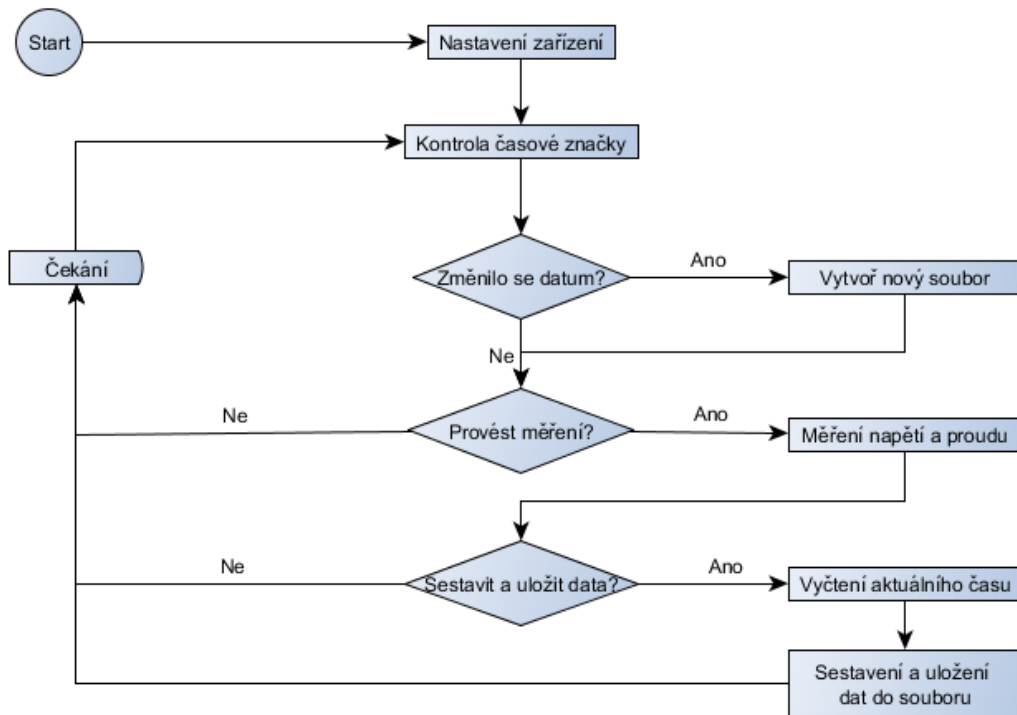 Start
Nastavení zařízení
Kontrola časové značky
Čekání
Změnilo se datum?
Ano
Vytvoř nový soubor
Ne
Ne
Provést měření?
Ano
Měření napětí a proudu
Ne
Sestavit a uložit data?
Ano
Vyčtení aktuálního času
Sestavení a uložení
dat do souboru